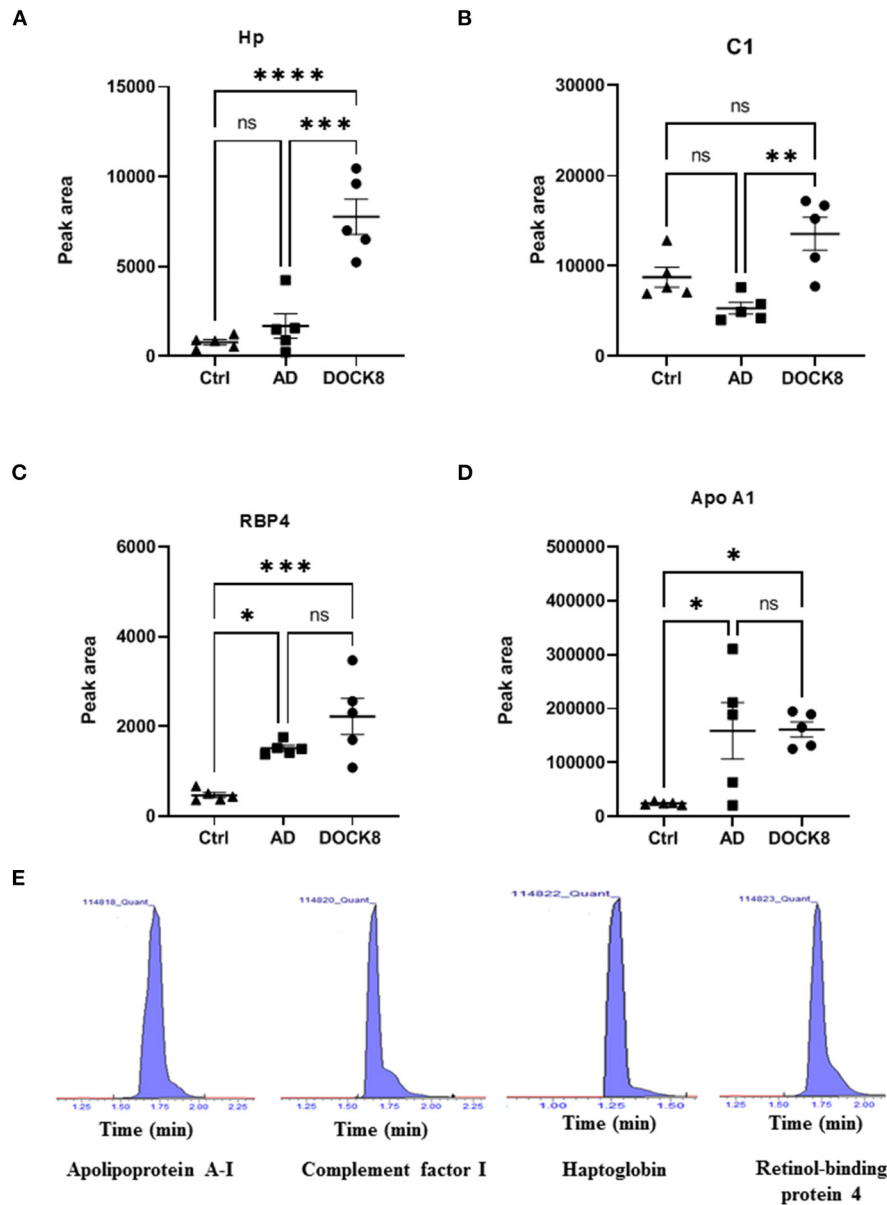 A
Hp
15000
10000
5000
0
Peak area
****
ns
***
Ctrl
AD
DOCK8
B
C1
30000
20000
10000
0
Peak area
ns
ns
**
Ctrl
AD
DOCK8
C
RBP4
6000
4000
2000
0
Peak area
***
*
ns
Ctrl
AD
DOCK8
D
Apo A1
500000
400000
300000
200000
100000
0
Peak area
*
*
ns
Ctrl
AD
DOCK8
E
114818_Quant
1.25
1.75
2.00
2.25
Time (min)
Apolipoprotein A-I
114820_Quant
1.25
1.50
2.00
2.25
Time (min)
Complement factor I
114822_Quant
1.00
1.25
1.50
Time (min)
Haptoglobin
114823_Quant
1.25
1.50
1.75
2.00
Time (min)
Retinol-binding
protein 4